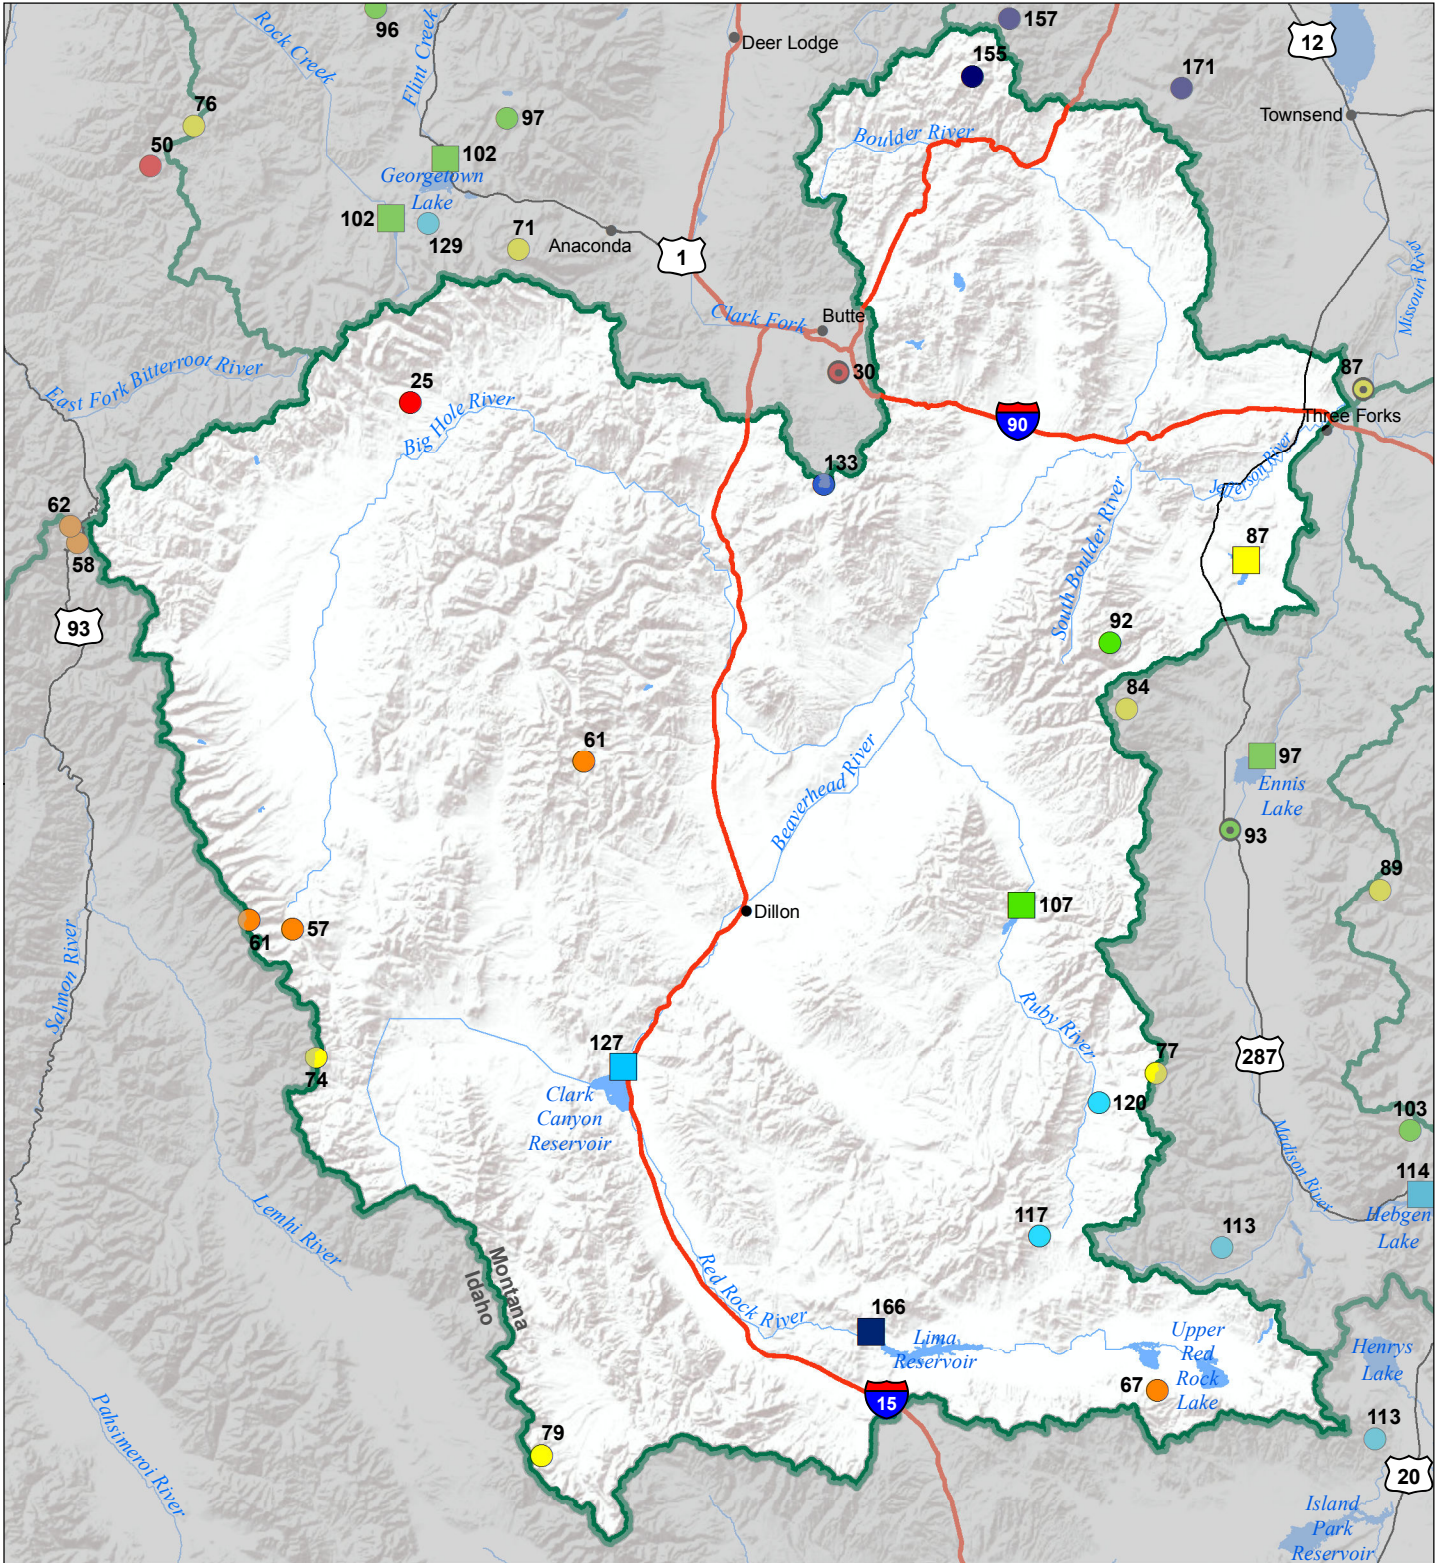 96
Rock Creek
Flint Creek
Deer Lodge
157
12
155
171
76
97
Townsend
50
102
Boulder River
Georgetown
Lake
102
129
71
Anaconda
1
Missouri River
Clark Fork
Butte
East Fork Bitterroot River
25
30
87
Big Hole River
90
Three Forks
133
Jefferson River
62
58
87
South Boulder River
93
92
84
61
97
Ennis
Lake
Beaverhead River
93
89
107
Dillon
61
57
Salmon River
Ruby River
127
74
77
287
Clark
Canyon
Reservoir
120
103
Madison River
114
Hebgen
Lake
Lemhi River
117
113
Montana
Idaho
Red Rock River
166
Lima
Reservoir
Upper
Red
Rock
Lake
Henrys
Lake
67
15
Pahsimeroi River
79
113
20
Island
Park
Reservoir